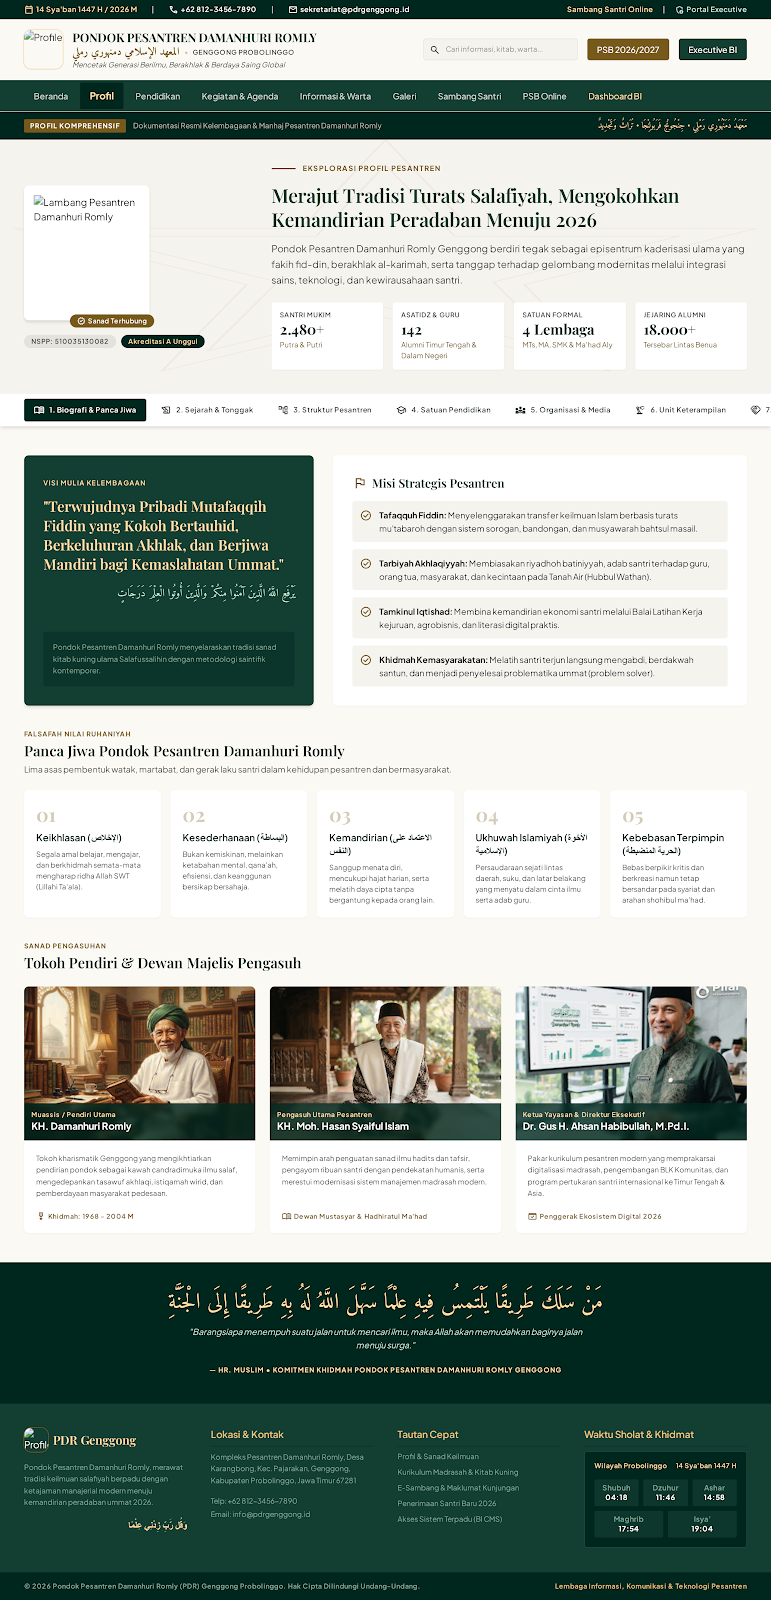 14 Sya'ban 1447 H / 2026 M | +62 812-3456-7890 | sekretariat@pdrgenggong.id
Sambang Santri Online | Portal Executive
Profile
PONDOK PESANTREN DAMANHURI ROMLY
المعهد الإسلامي دمنهوري رملي • GENGGONG PROBOLINGGO
Mencetak Generasi Berilmu, Berakhlak & Berdaya Saing Global
Cari informasi, kitab, warta...
PSB 2026/2027
Executive BI
Beranda
Profil
Pendidikan
Kegiatan & Agenda
Informasi & Warta
Galeri
Sambang Santri
PSB Online
Dashboard BI
PROFIL KOMPREHENSIF
Dokumentasi Resmi Kelembagaan & Manhaj Pesantren Damanhuri Romly
Lambang Pesantren
Damanhuri Romly
Sanad Terhubung
NSPP: 510035130082
Akreditasi A Unggul
EKSPLORASI PROFIL PESANTREN
Merajut Tradisi Turats Salafiyah, Mengokohkan
Kemandirian Peradaban Menuju 2026
Pondok Pesantren Damanhuri Romly Genggong berdiri tegak sebagai episentrum kaderisasi ulama yang
fakih fid-din, berakhlak al-karimah, serta tanggap terhadap gelombang modernitas melalui integrasi
sains, teknologi, dan kewirausahaan santri.
SANTRI MUKIM
2.480+
Putra & Putri
ASATIDZ & GURU
142
Alumni Timur Tengah &
Dalam Negeri
SATUAN FORMAL
4 Lembaga
MTs, MA, SMK & Ma'had Aly
JEJARING ALUMNI
18.000+
Tersebar Lintas Benua
1. Biografi & Panca Jiwa
2. Sejarah & Tonggak
3. Struktur Pesantren
4. Satuan Pendidikan
5. Organisasi & Media
6. Unit Keterampilan
7.
VISI MULIA KELEMBAGAAN
"Terwujudnya Pribadi Mutafaqqih
Fiddin yang Kokoh Bertauhid,
Berkeluhuran Akhlak, dan Berjiwa
Mandiri bagi Kemaslahatan Ummat."
يَرْفَعِ اللَّهُ الَّذِينَ آمَنُوا مِنْكُمْ وَالَّذِينَ أُوتُوا الْعِلْمَ دَرَجَاتٍ
Pondok Pesantren Damanhuri Romly menyelaraskan tradisi sanad
kitab kuning ulama Salafussalihin dengan metodologi saintifik
kontemporer.
Misi Strategis Pesantren
Tafaqquh Fiddin: Menyelenggarakan transfer keilmuan Islam berbasis turats
mu'tabaroh dengan sistem sorogan, bandongan, dan musyawarah bahtsul masail.
Tarbiyah Akhlaqiyyah: Membiasakan riyadhoh batiniyyah, adab santri terhadap guru,
orang tua, masyarakat, dan kecintaan pada Tanah Air (Hubbul Wathan).
Tamkinul Iqtishad: Membina kemandirian ekonomi santri melalui Balai Latihan Kerja
kejuruan, agrobisnis, dan literasi digital praktis.
Khidmah Kemasyarakatan: Melatih santri terjun langsung mengabdi, berdakwah
santun, dan menjadi penyelesai problematika ummat (problem solver).
FALSAFAH NILAI RUHANIYAH
Panca Jiwa Pondok Pesantren Damanhuri Romly
Lima asas pembentuk watak, martabat, dan gerak laku santri dalam kehidupan pesantren dan bermasyarakat.
01
Keikhlasan (الإخلاص)
Segala amal belajar, mengajar,
dan berkhidmah semata-mata
mengharap ridha Allah SWT
(Lillahi Ta'ala).
02
Kesederhanaan (البساطة)
Bukan kemiskinan, melainkan
ketabahan mental, qana'ah,
efisiensi, dan keanggunan
bersikap bersahaja.
03
Kemandirian (الاعتماد على
النفس)
Sanggup menata diri,
mencukupi hajat harian, serta
melatih daya cipta tanpa
bergantung kepada orang lain.
04
Ukhuwah Islamiyah (الأخوة
الإسلامية)
Persaudaraan sejati lintas
daerah, suku, dan latar belakang
yang menyatu dalam cinta ilmu
serta adab guru.
05
Kebebasan Terpimpin
(الحرية المنضبطة)
Bebas berpikir kritis dan
berkreasi namun tetap
bersandar pada syariat dan
arahan shohibul ma'had.
SANAD PENGASUHAN
Tokoh Pendiri & Dewan Majelis Pengasuh
Muassis / Pendiri Utama
KH. Damanhuri Romly
Tokoh kharismatik Genggong yang mengikhtiarkan
pendirian pondok sebagai kawah candradimuka ilmu salaf,
mengedepankan tasawuf akhlaqi, istiqamah wirid, dan
pemberdayaan masyarakat pedesaan.
Khidmah: 1968 - 2004 M
Pengasuh Utama Pesantren
KH. Moh. Hasan Syaiful Islam
Memimpin arah penguatan sanad ilmu hadits dan tafsir,
pengayom ribuan santri dengan pendekatan humanis, serta
merestui modernisasi sistem manajemen madrasah modern.
Dewan Mustasyar & Hadhiratul Ma'had
Ketua Yayasan & Direktur Eksekutif
Dr. Gus H. Ahsan Habibullah, M.Pd.I.
Pakar kurikulum pesantren modern yang memprakarsai
digitalisasi madrasah, pengembangan BLK Komunitas, dan
program pertukaran santri internasional ke Timur Tengah &
Asia.
Penggerak Ekosistem Digital 2026
مَنْ سَلَكَ طَرِيقًا يَلْتَمِسُ فِيهِ عِلْمًا سَهَّلَ اللَّهُ لَهُ بِهِ طَرِيقًا إِلَى الْجَنَّةِ
"Barangsiapa menempuh suatu jalan untuk mencari ilmu, maka Allah akan memudahkan baginya jalan
menuju surga."
— HR. MUSLIM • KOMITMEN KHIDMAH PONDOK PESANTREN DAMANHURI ROMLY GENGGONG
Profil
PDR Genggong
Pondok Pesantren Damanhuri Romly, merawat
tradisi keilmuan salafiyah berpadu dengan
ketajaman manajerial modern menuju
kemandirian peradaban ummat 2026.
وَقُل رَّبِّ زِدْنِي عِلْمًا
Lokasi & Kontak
Kompleks Pesantren Damanhuri Romly, Desa
Karangbong, Kec. Pajarakan, Genggong,
Kabupaten Probolinggo, Jawa Timur 67281
Telp: +62 812-3456-7890
Email: info@pdrgenggong.id
Tautan Cepat
Profil & Sanad Keilmuan
Kurikulum Madrasah & Kitab Kuning
E-Sambang & Maklumat Kunjungan
Penerimaan Santri Baru 2026
Akses Sistem Terpadu (BI CMS)
Waktu Sholat & Khidmat
Wilayah Probolinggo 14 Sya'ban 1447 H
Shubuh
04:18
Dzuhur
11:46
Ashar
14:58
Maghrib
17:54
Isya'
19:04
© 2026 Pondok Pesantren Damanhuri Romly (PDR) Genggong Probolinggo. Hak Cipta Dilindungi Undang-Undang.
Lembaga Informasi, Komunikasi & Teknologi Pesantren